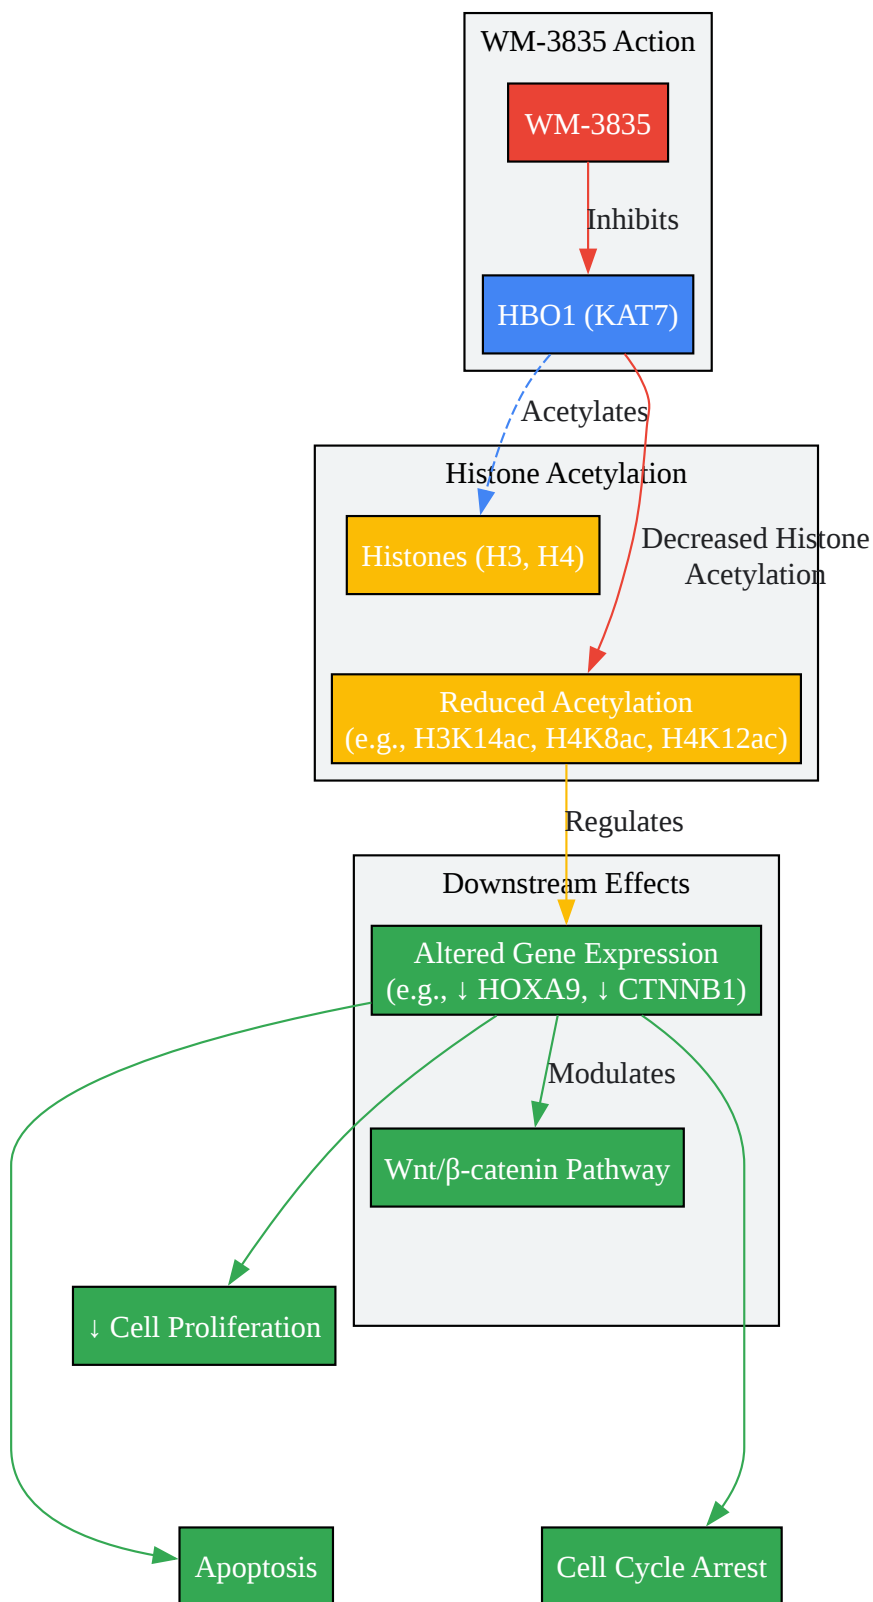 WM-3835 Action
WM-3835
Inhibits
HBO1 (KAT7)
Acetylates
Histone Acetylation
Histones (H3, H4)
Decreased Histone
Acetylation
Reduced Acetylation
(e.g., H3K14ac, H4K8ac, H4K12ac)
Regulates
Downstream Effects
Altered Gene Expression
(e.g., ↓ HOXA9, ↓ CTNNB1)
Modulates
Wnt/β-catenin Pathway
↓ Cell Proliferation
Apoptosis
Cell Cycle Arrest